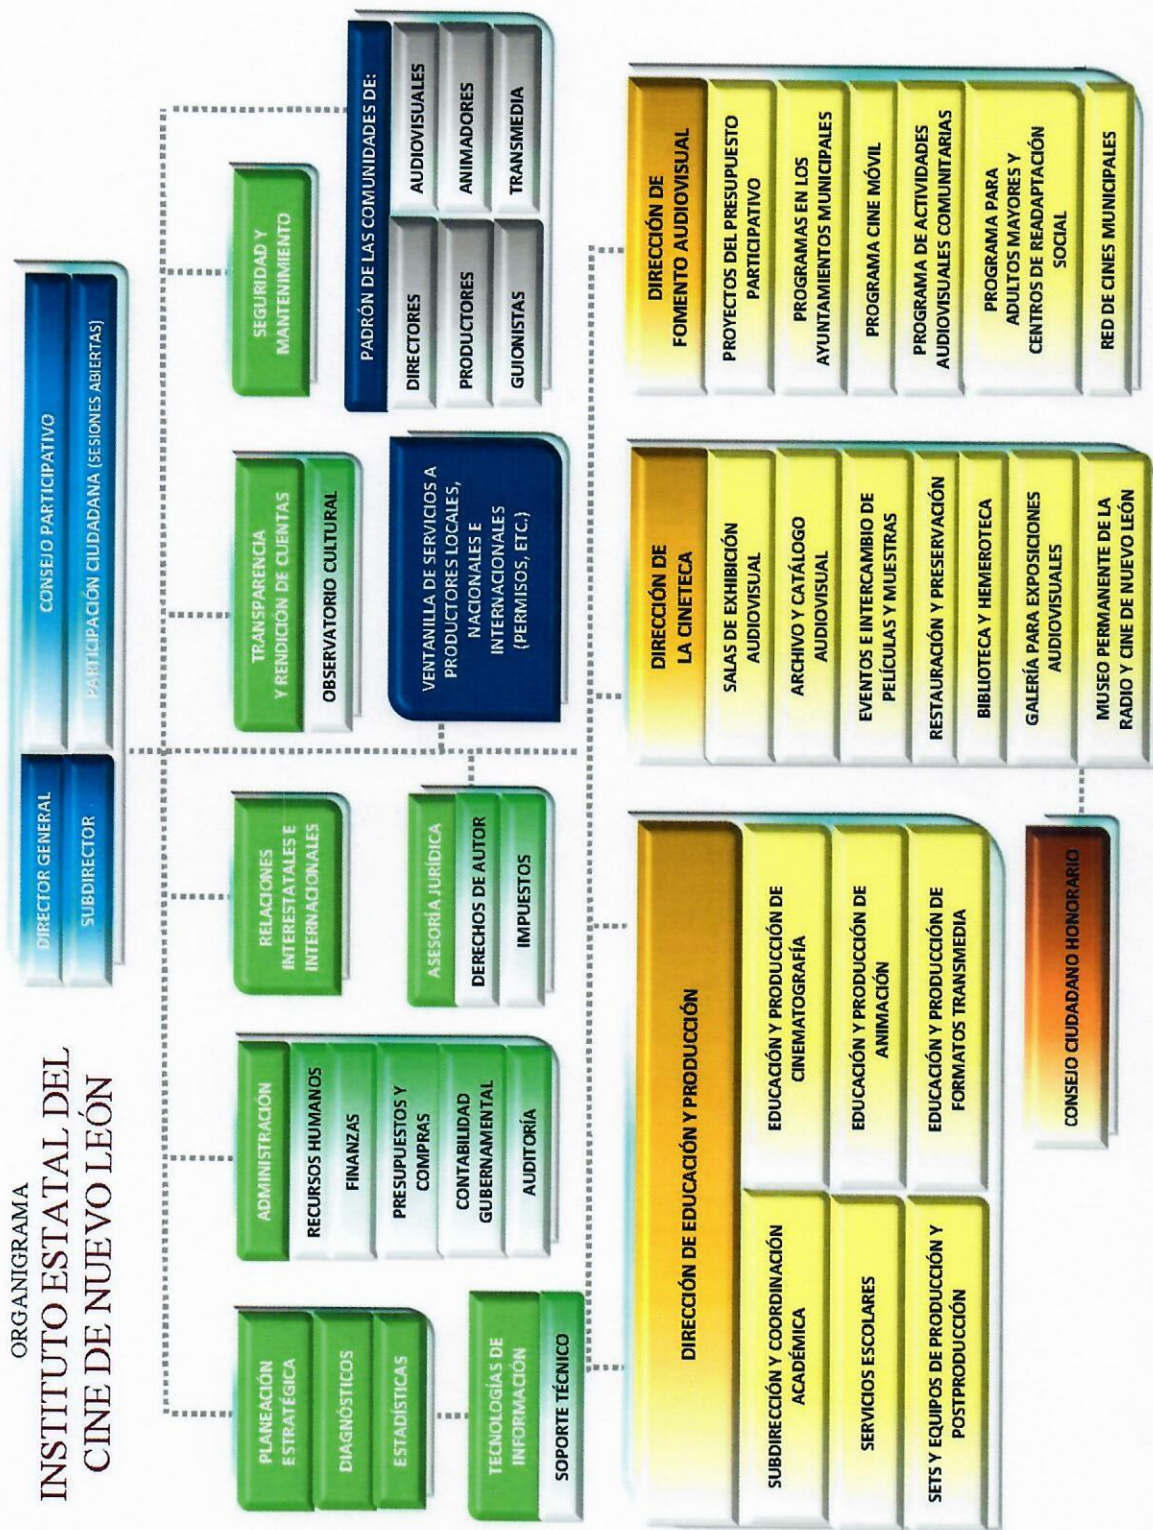 ORGANIGRAMA
INSTITUTO ESTATAL DEL
CINE DE NUEVO LEÓN
DIRECTOR GENERAL
CONSEJO PARTICIPATIVO
SUBDIRECTOR
PARTICIPACIÓN CIUDADANA (SESIONES ABIERTAS)
PLANEACIÓN
ESTRATÉGICA
DIAGNÓSTICOS
ESTADÍSTICAS
TECNOLOGÍAS DE
INFORMACIÓN
SOPORTE TÉCNICO
ADMINISTRACIÓN
RECURSOS HUMANOS
FINANZAS
PRESUPUESTOS Y
COMPRAS
CONTABILIDAD
GUBERNAMENTAL
AUDITORÍA
RELACIONES
INTERESTATALES E
INTERNACIONALES
ASESORÍA JURÍDICA
DERECHOS DE AUTOR
IMPUESTOS
TRANSPARENCIA
Y RENDICIÓN DE CUENTAS
OBSERVATORIO CULTURAL
VENTANILLA DE SERVICIOS A
PRODUCTORES LOCALES,
NACIONALES E
INTERNACIONALES
(PERMISOS, ETC.)
SEGURIDAD Y
MANTENIMIENTO
PADRÓN DE LAS COMUNIDADES DE:
DIRECTORES
AUDIOVISUALES
PRODUCTORES
ANIMADORES
GUIONISTAS
TRANSMEDIA
DIRECCIÓN DE EDUCACIÓN Y PRODUCCIÓN
SUBDIRECCIÓN Y COORDINACIÓN
ACADÉMICA
EDUCACIÓN Y PRODUCCIÓN DE
CINEMATOGRAFÍA
SERVICIOS ESCOLARES
EDUCACIÓN Y PRODUCCIÓN DE
ANIMACIÓN
SETS Y EQUIPOS DE PRODUCCIÓN Y
POSTPRODUCCIÓN
EDUCACIÓN Y PRODUCCIÓN DE
FORMATOS TRANSMEDIA
DIRECCIÓN DE
LA CINETECA
SALAS DE EXHIBICIÓN
AUDIOVISUAL
ARCHIVO Y CATÁLOGO
AUDIOVISUAL
EVENTOS E INTERCAMBIO DE
PELÍCULAS Y MUESTRAS
RESTAURACIÓN Y PRESERVACIÓN
BIBLIOTECA Y HEMEROTECA
GALERÍA PARA EXPOSICIONES
AUDIOVISUALES
MUSEO PERMANENTE DE LA
RADIO Y CINE DE NUEVO LEÓN
CONSEJO CIUDADANO HONORARIO
DIRECCIÓN DE
FOMENTO AUDIOVISUAL
PROYECTOS DEL PRESUPUESTO
PARTICIPATIVO
PROGRAMAS EN LOS
AYUNTAMIENTOS MUNICIPALES
PROGRAMA CINE MÓVIL
PROGRAMA DE ACTIVIDADES
AUDIOVISUALES COMUNITARIAS
PROGRAMA PARA
ADULTOS MAYORES Y
CENTROS DE READAPTACIÓN
SOCIAL
RED DE CINES MUNICIPALES